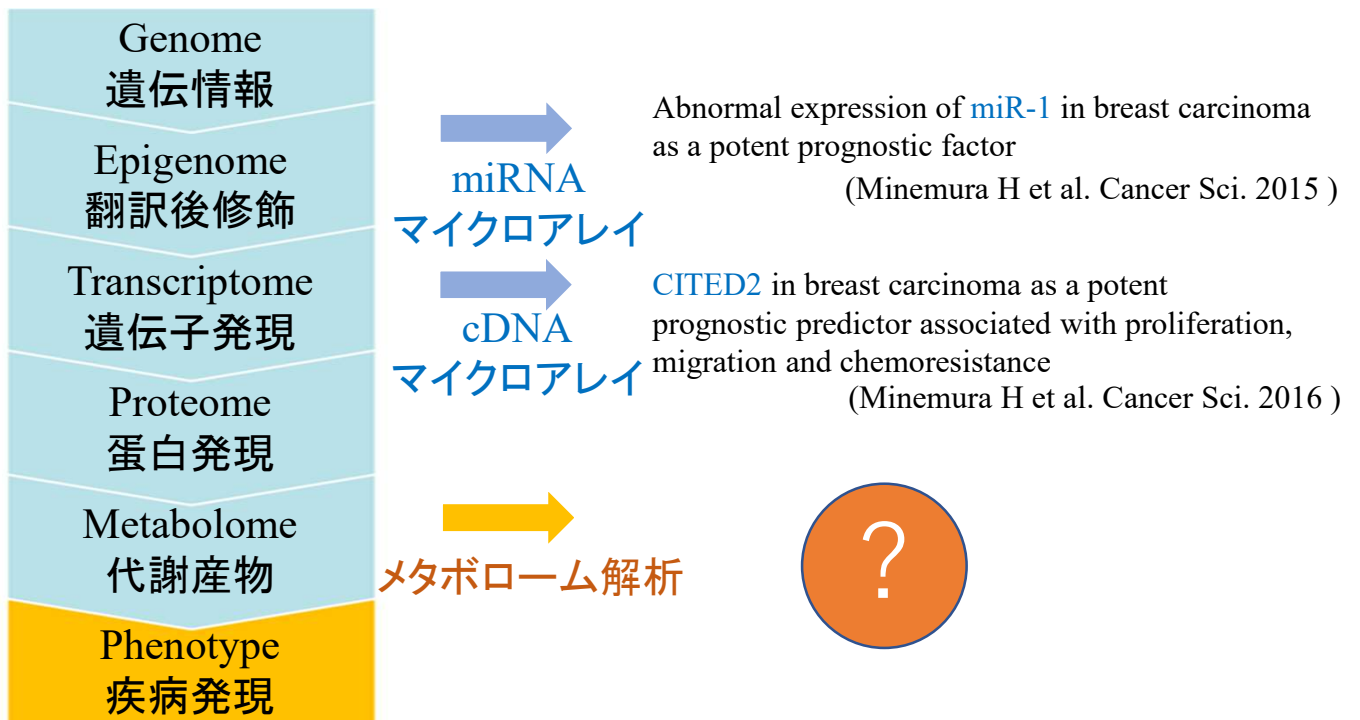 Genome
遺伝情報
Epigenome
翻訳後修飾
Transcriptome
遺伝子発現
Proteome
蛋白発現
Metabolome
代謝産物
Phenotype
疾病発現
miRNA
マイクロアレイ
cDNA
マイクロアレイ
メタボローム解析
Abnormal expression of miR-1 in breast carcinoma
as a potent prognostic factor
(Minemura H et al. Cancer Sci. 2015 )
CITED2 in breast carcinoma as a potent
prognostic predictor associated with proliferation,
migration and chemoresistance
(Minemura H et al. Cancer Sci. 2016 )
?